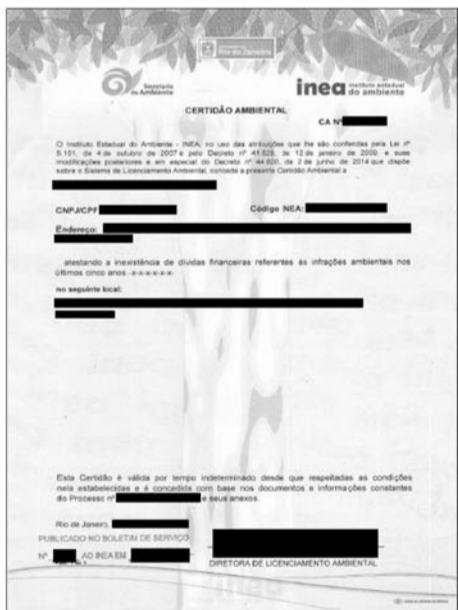 Rio de Janeiro
Secretaria
do Ambiente
inea instituto estadual
do ambiente
CERTIDÃO AMBIENTAL
CA Nº
O Instituto Estadual do Ambiente - INEA, no uso das atribuições que lhe são conferidas pela Lei nº
5.101, de 4 de outubro de 2007 e pelo Decreto nº 41.628, de 12 de janeiro de 2009, e suas
modificações posteriores e em especial do Decreto nº 44.820, de 2 de junho de 2014 que dispõe
sobre o Sistema de Licenciamento Ambiental, concede a presente Certidão Ambiental a
CNPJ/CPF
Código INEA:
Endereço:
atestando a inexistência de dívidas financeiras referentes às infrações ambientais nos
últimos cinco anos.-x-x-x-x-x-x-
no seguinte local:
Esta Certidão é válida por tempo indeterminado desde que respeitadas as condições
nela estabelecidas e é concedida com base nos documentos e informações constantes
do Processo nº e seus anexos.
Rio de Janeiro,
PUBLICADO NO BOLETIM DE SERVIÇO
Nº AO INEA EM
DIRETORA DE LICENCIAMENTO AMBIENTAL